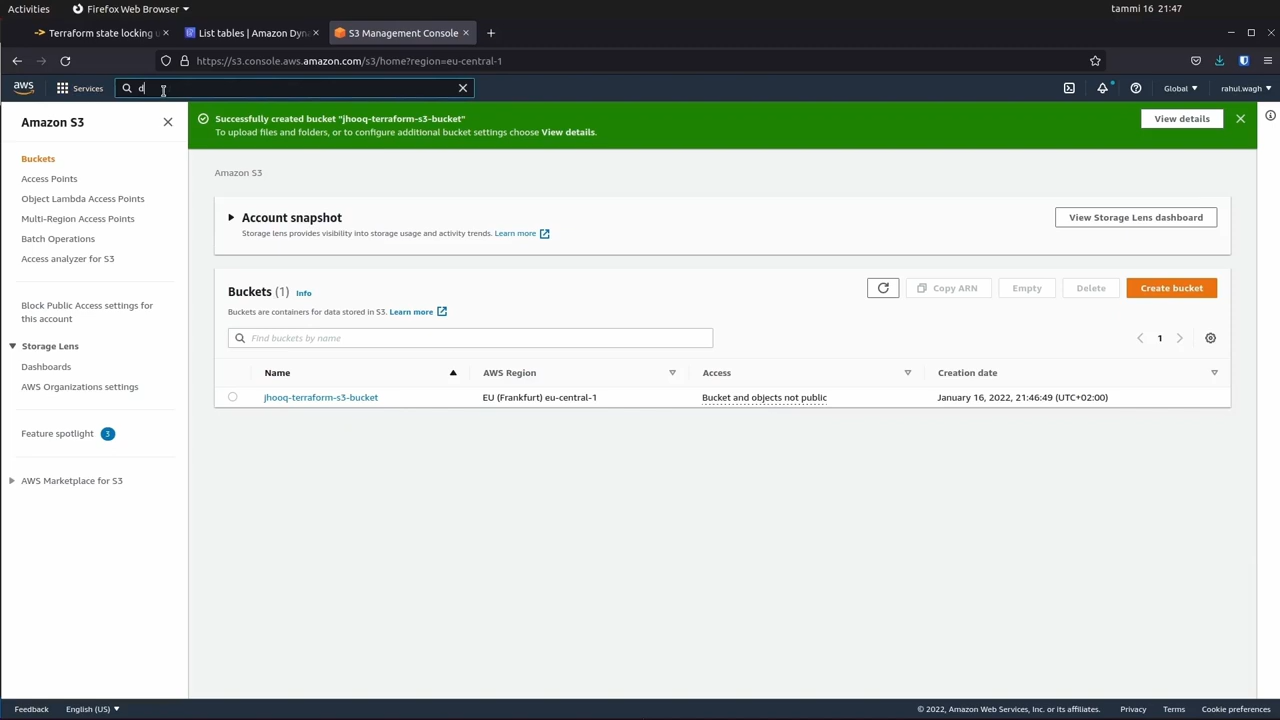 Activities
Firefox Web Browser
tammi 16 21:47
Terraform state locking u
List tables | Amazon Dyna
S3 Management Console
https://s3.console.aws.amazon.com/s3/home?region=eu-central-1
aws
Services
d
Global
rahul.wagh
Amazon S3
Buckets
Access Points
Object Lambda Access Points
Multi-Region Access Points
Batch Operations
Access analyzer for S3
Block Public Access settings for
this account
Storage Lens
Dashboards
AWS Organizations settings
Feature spotlight 3
AWS Marketplace for S3
Successfully created bucket "jhooq-terraform-s3-bucket"
To upload files and folders, or to configure additional bucket settings choose View details.
View details
Amazon S3
Account snapshot
Storage lens provides visibility into storage usage and activity trends. Learn more
View Storage Lens dashboard
Buckets (1) Info
Buckets are containers for data stored in S3. Learn more
Copy ARN
Empty
Delete
Create bucket
Find buckets by name
1
Name
AWS Region
Access
Creation date
jhooq-terraform-s3-bucket
EU (Frankfurt) eu-central-1
Bucket and objects not public
January 16, 2022, 21:46:49 (UTC+02:00)
Feedback
English (US)
© 2022, Amazon Web Services, Inc. or its affiliates.
Privacy
Terms
Cookie preferences